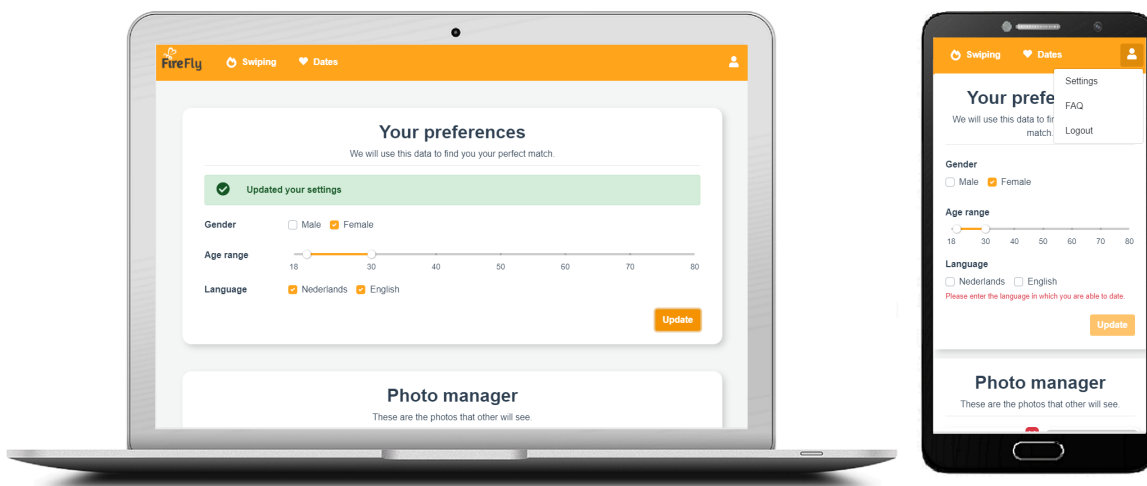 FireFly Swiping Dates
Your preferences
We will use this data to find you your perfect match.
Updated your settings
Gender Male Female
Age range
18 30 40 50 60 70 80
Language Nederlands English
Update
Photo manager
These are the photos that other will see.
Swiping Dates
Settings
FAQ
Logout
Your prefe
We will use this data to fi
match.
Gender
Male Female
Age range
18 30 40 50 60 70 80
Language
Nederlands English
Please enter the language in which you are able to date.
Update
Photo manager
These are the photos that other will see.